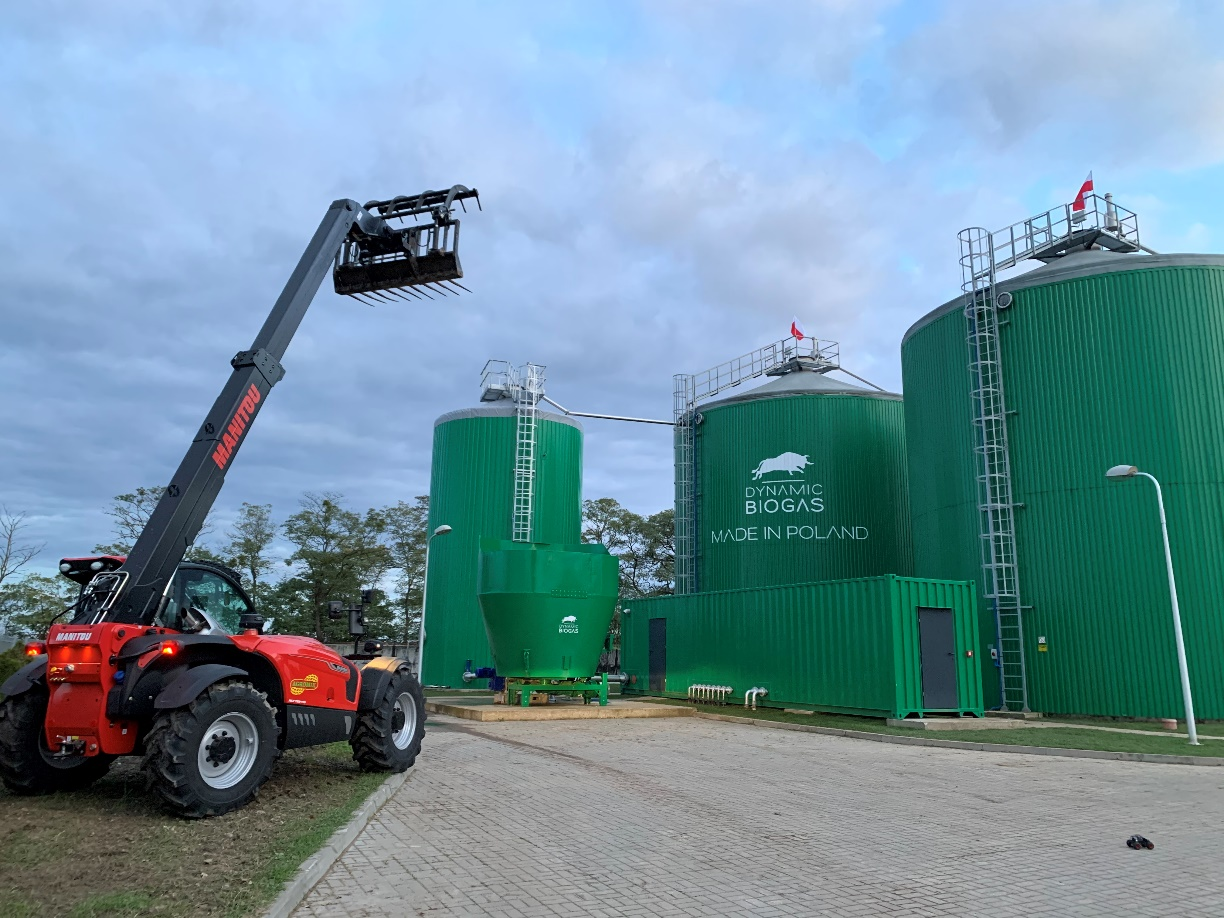 MANITOU
MANITOU
DYNAMIC
BIOGAS
MADE IN POLAND
DYNAMIC
BIOGAS